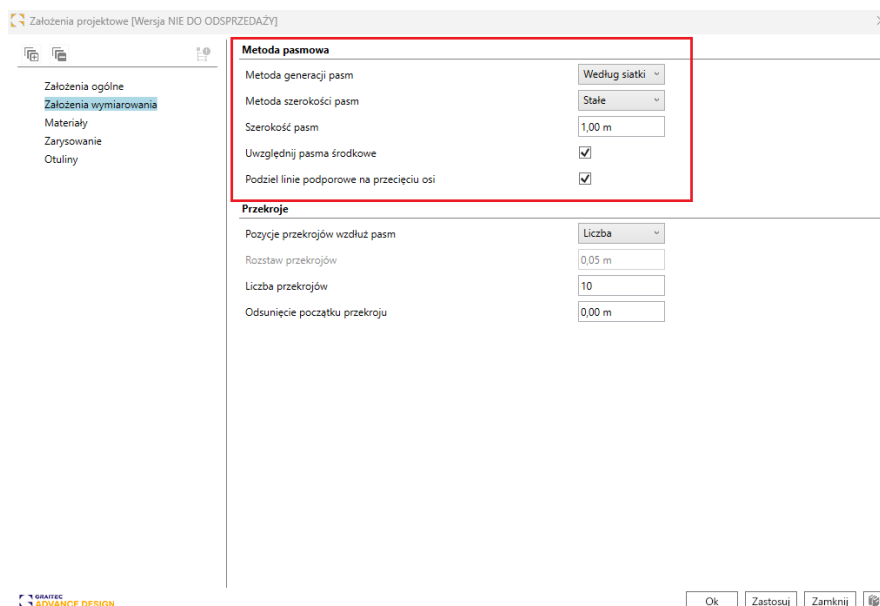 Założenia projektowe [Wersja NIE DO ODSPRZEDAŻY]
Założenia ogólne
Założenia wymiarowania
Materiały
Zarysowanie
Otuliny
Metoda pasmowa
Metoda generacji pasm Według siatki
Metoda szerokości pasm Stałe
Szerokość pasm 1,00 m
Uwzględnij pasma środkowe
Podziel linie podporowe na przecięciu osi
Przekroje
Pozycje przekrojów wzdłuż pasm Liczba
Rozstaw przekrojów 0,05 m
Liczba przekrojów 10
Odsunięcie początku przekroju 0,00 m
GRAITEC
ADVANCE DESIGN
Ok Zastosuj Zamknij